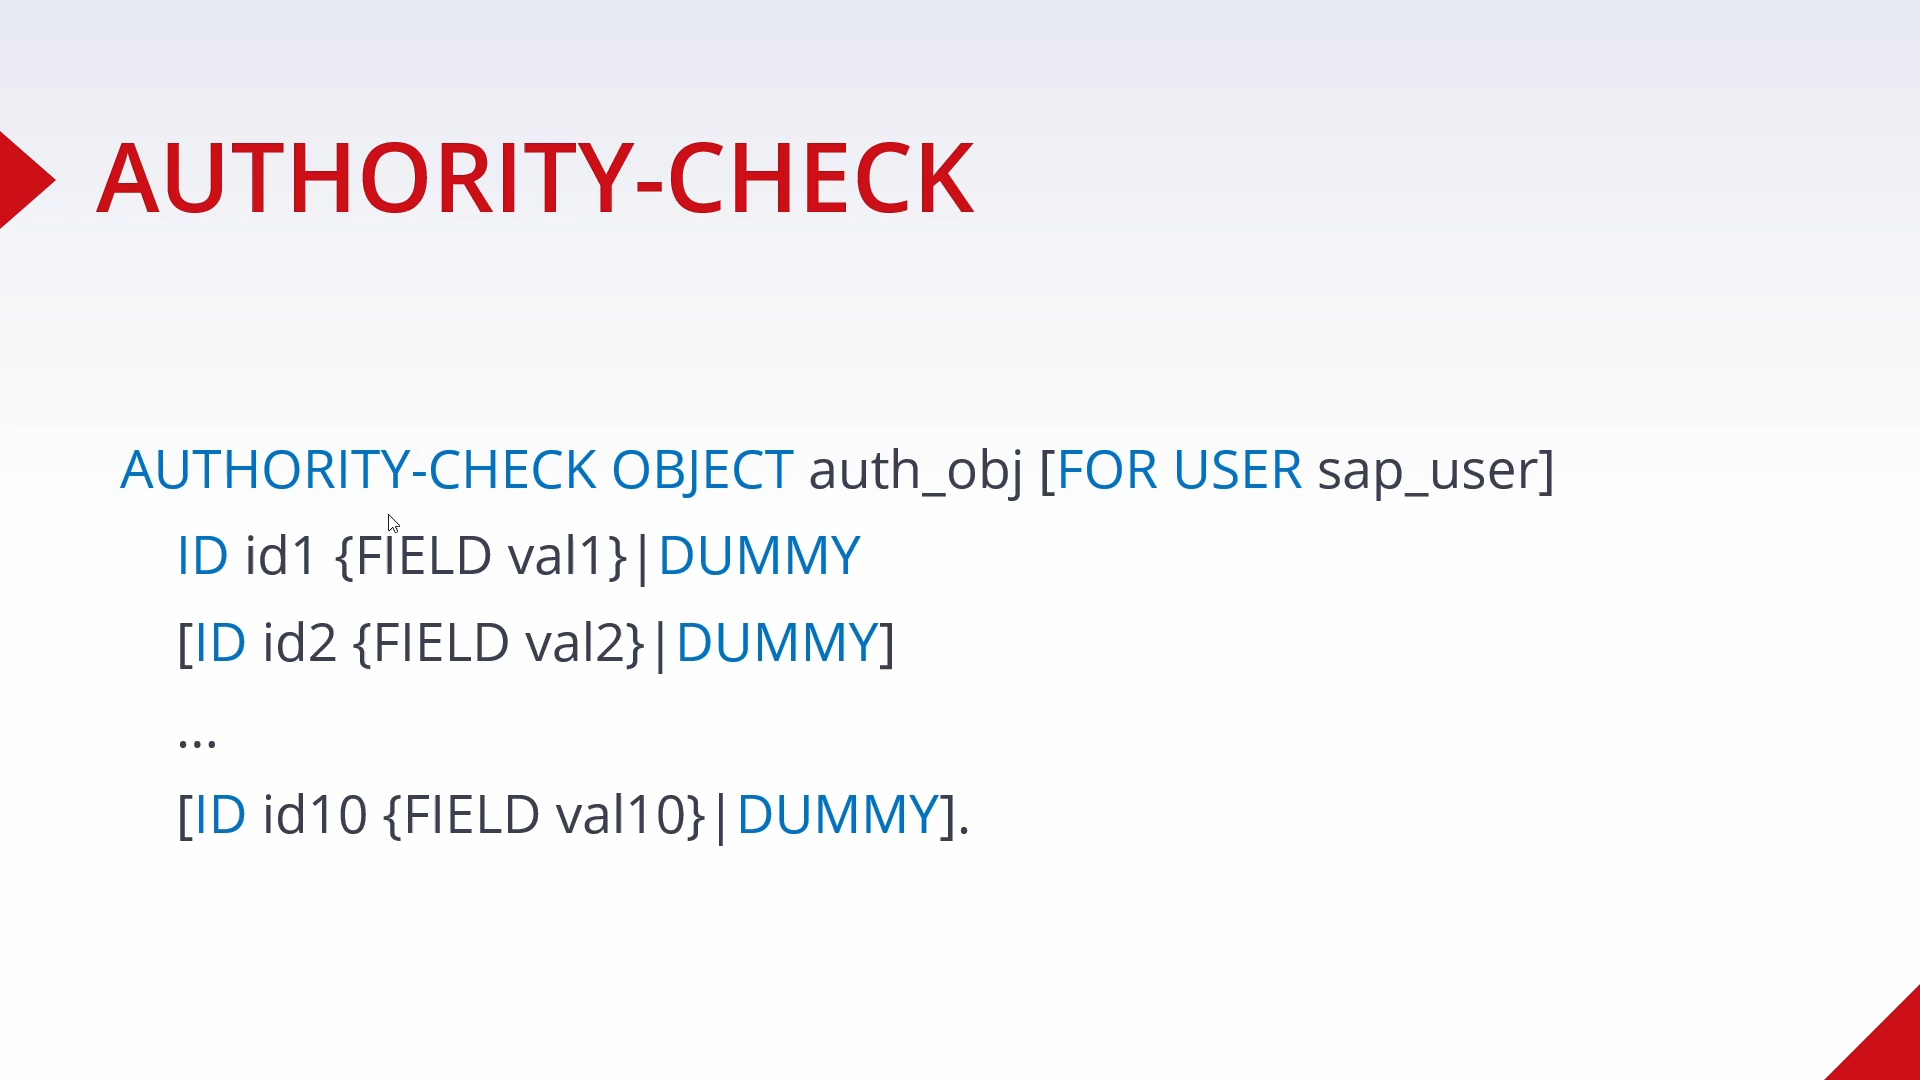 AUTHORITY-CHECK
AUTHORITY-CHECK OBJECT auth_obj [FOR USER sap_user]
ID id1 {FIELD val1}|DUMMY
[ID id2 {FIELD val2}|DUMMY]
...
[ID id10 {FIELD val10}|DUMMY].